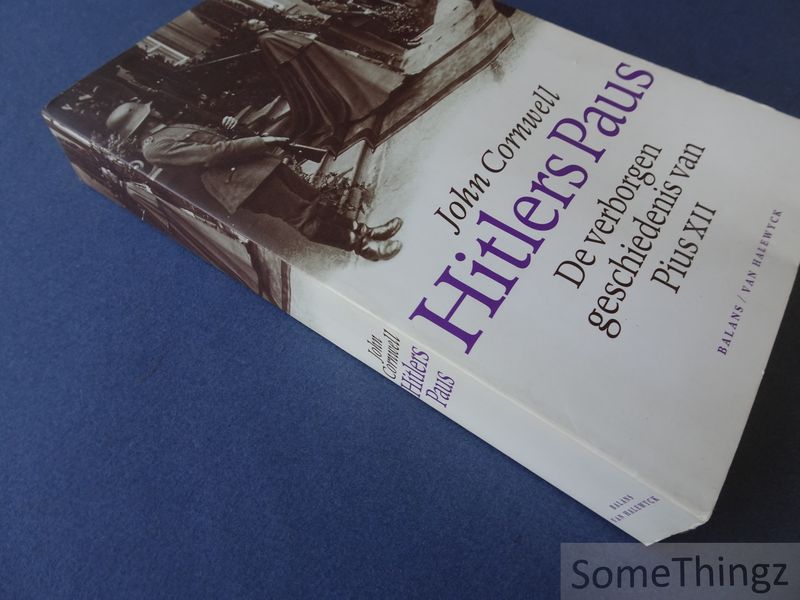 John Cornwell
Hitlers Paus
De verborgen
geschiedenis van
Pius XII
BALANS / VAN HALEWYCK
John
Cornwell
Hitlers
Paus
BALANS
VAN HALEWYCK
SomeThingz